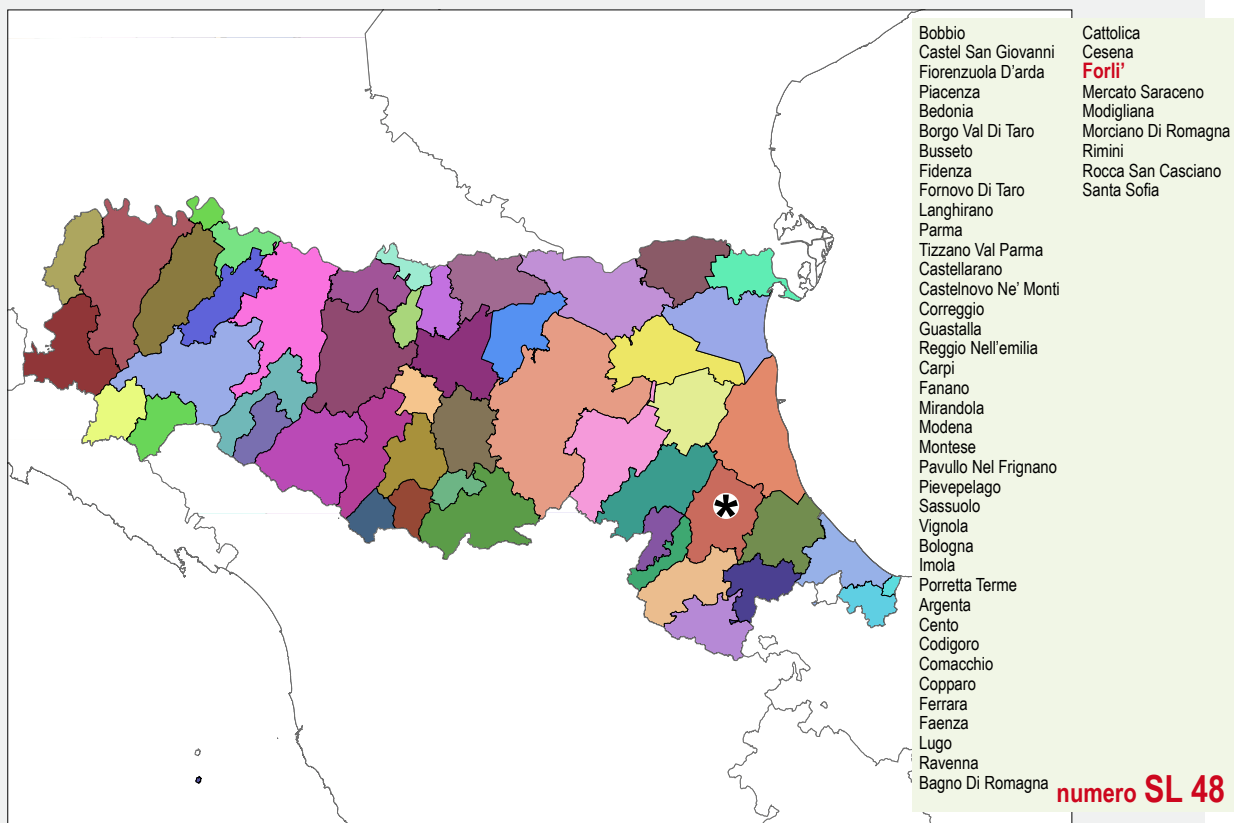 Bobbio
Castel San Giovanni
Fiorenzuola D'arda
Piacenza
Bedonia
Borgo Val Di Taro
Busseto
Fidenza
Fornovo Di Taro
Langhirano
Parma
Tizzano Val Parma
Castellarano
Castelnovo Ne' Monti
Correggio
Guastalla
Reggio Nell'emilia
Carpi
Fanano
Mirandola
Modena
Montese
Pavullo Nel Frignano
Pievepelago
Sassuolo
Vignola
Bologna
Imola
Porretta Terme
Argenta
Cento
Codigoro
Comacchio
Copparo
Ferrara
Faenza
Lugo
Ravenna
Bagno Di Romagna
Cattolica
Cesena
Forli'
Mercato Saraceno
Modigliana
Morciano Di Romagna
Rimini
Rocca San Casciano
Santa Sofia
numero SL 48
*